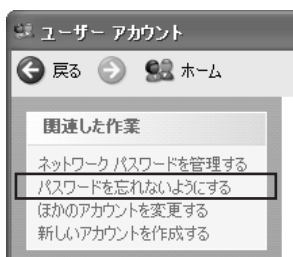 ユーザー アカウント
戻る ホーム
関連した作業
ネットワーク パスワードを管理する
パスワードを忘れないようにする
ほかのアカウントを変更する
新しいアカウントを作成する